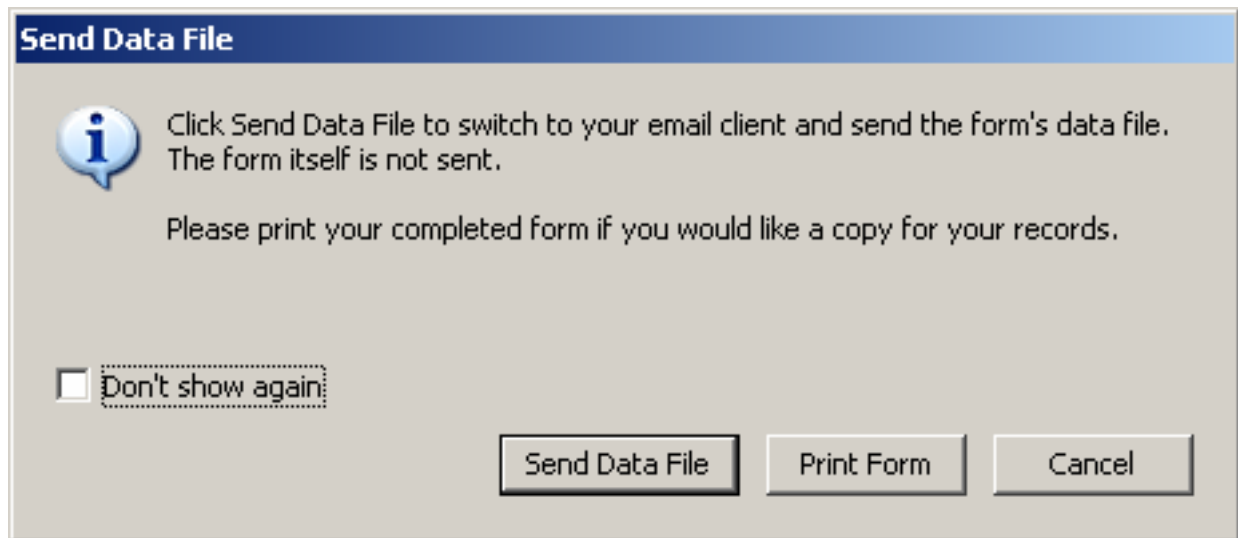 Send Data File
Click Send Data File to switch to your email client and send the form's data file.
The form itself is not sent.
Please print your completed form if you would like a copy for your records.
Don't show again
Send Data File Print Form Cancel